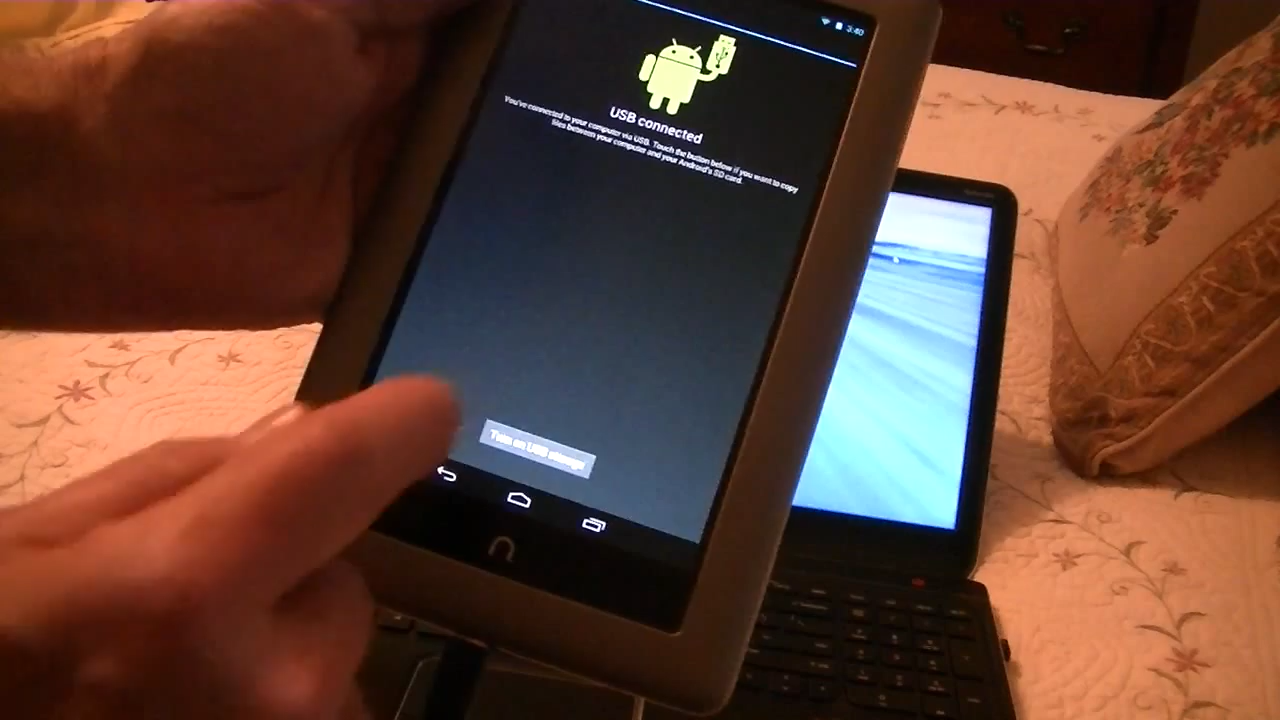 3:40
USB connected
You've connected to your computer via USB. Touch the button below if you want to copy
files between your computer and your Android's SD card.
Turn on USB storage